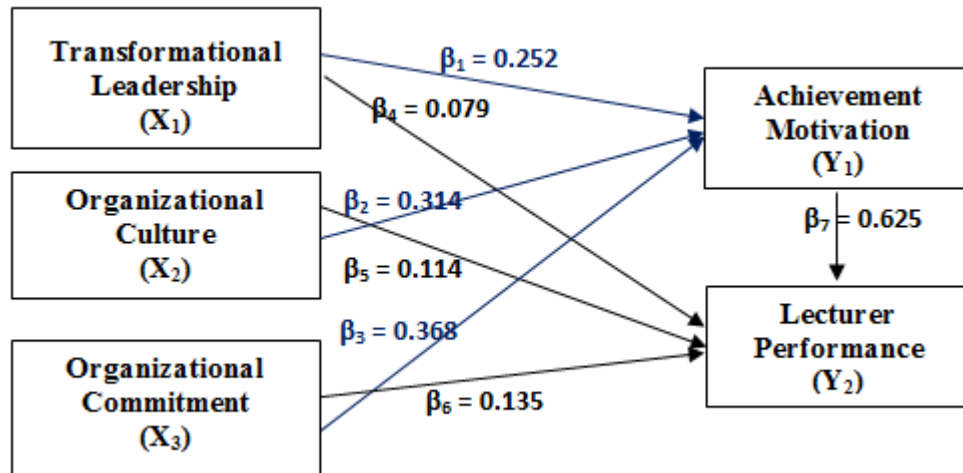 Transformational
Leadership
(X₁)
β₁ = 0.252
β₄ = 0.079
Achievement
Motivation
(Y₁)
Organizational
Culture
(X₂)
β₂ = 0.314
β₅ = 0.114
β₇ = 0.625
β₃ = 0.368
Organizational
Commitment
(X₃)
β₆ = 0.135
Lecturer
Performance
(Y₂)